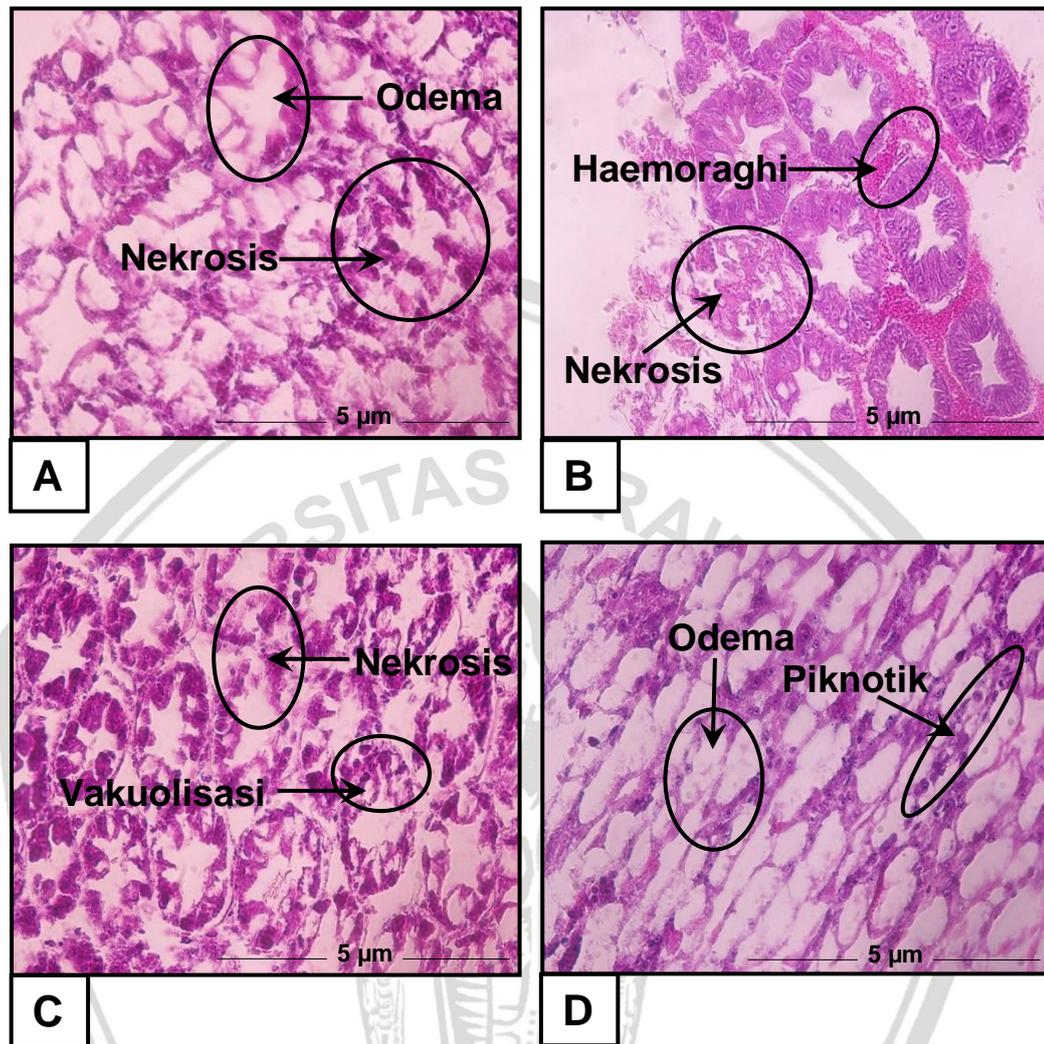 Odema
Nekrosis
5 µm
A
Haemoraghi
Nekrosis
5 µm
B
Nekrosis
Vakuolisasi
5 µm
C
Odema
Piknotik
5 µm
D